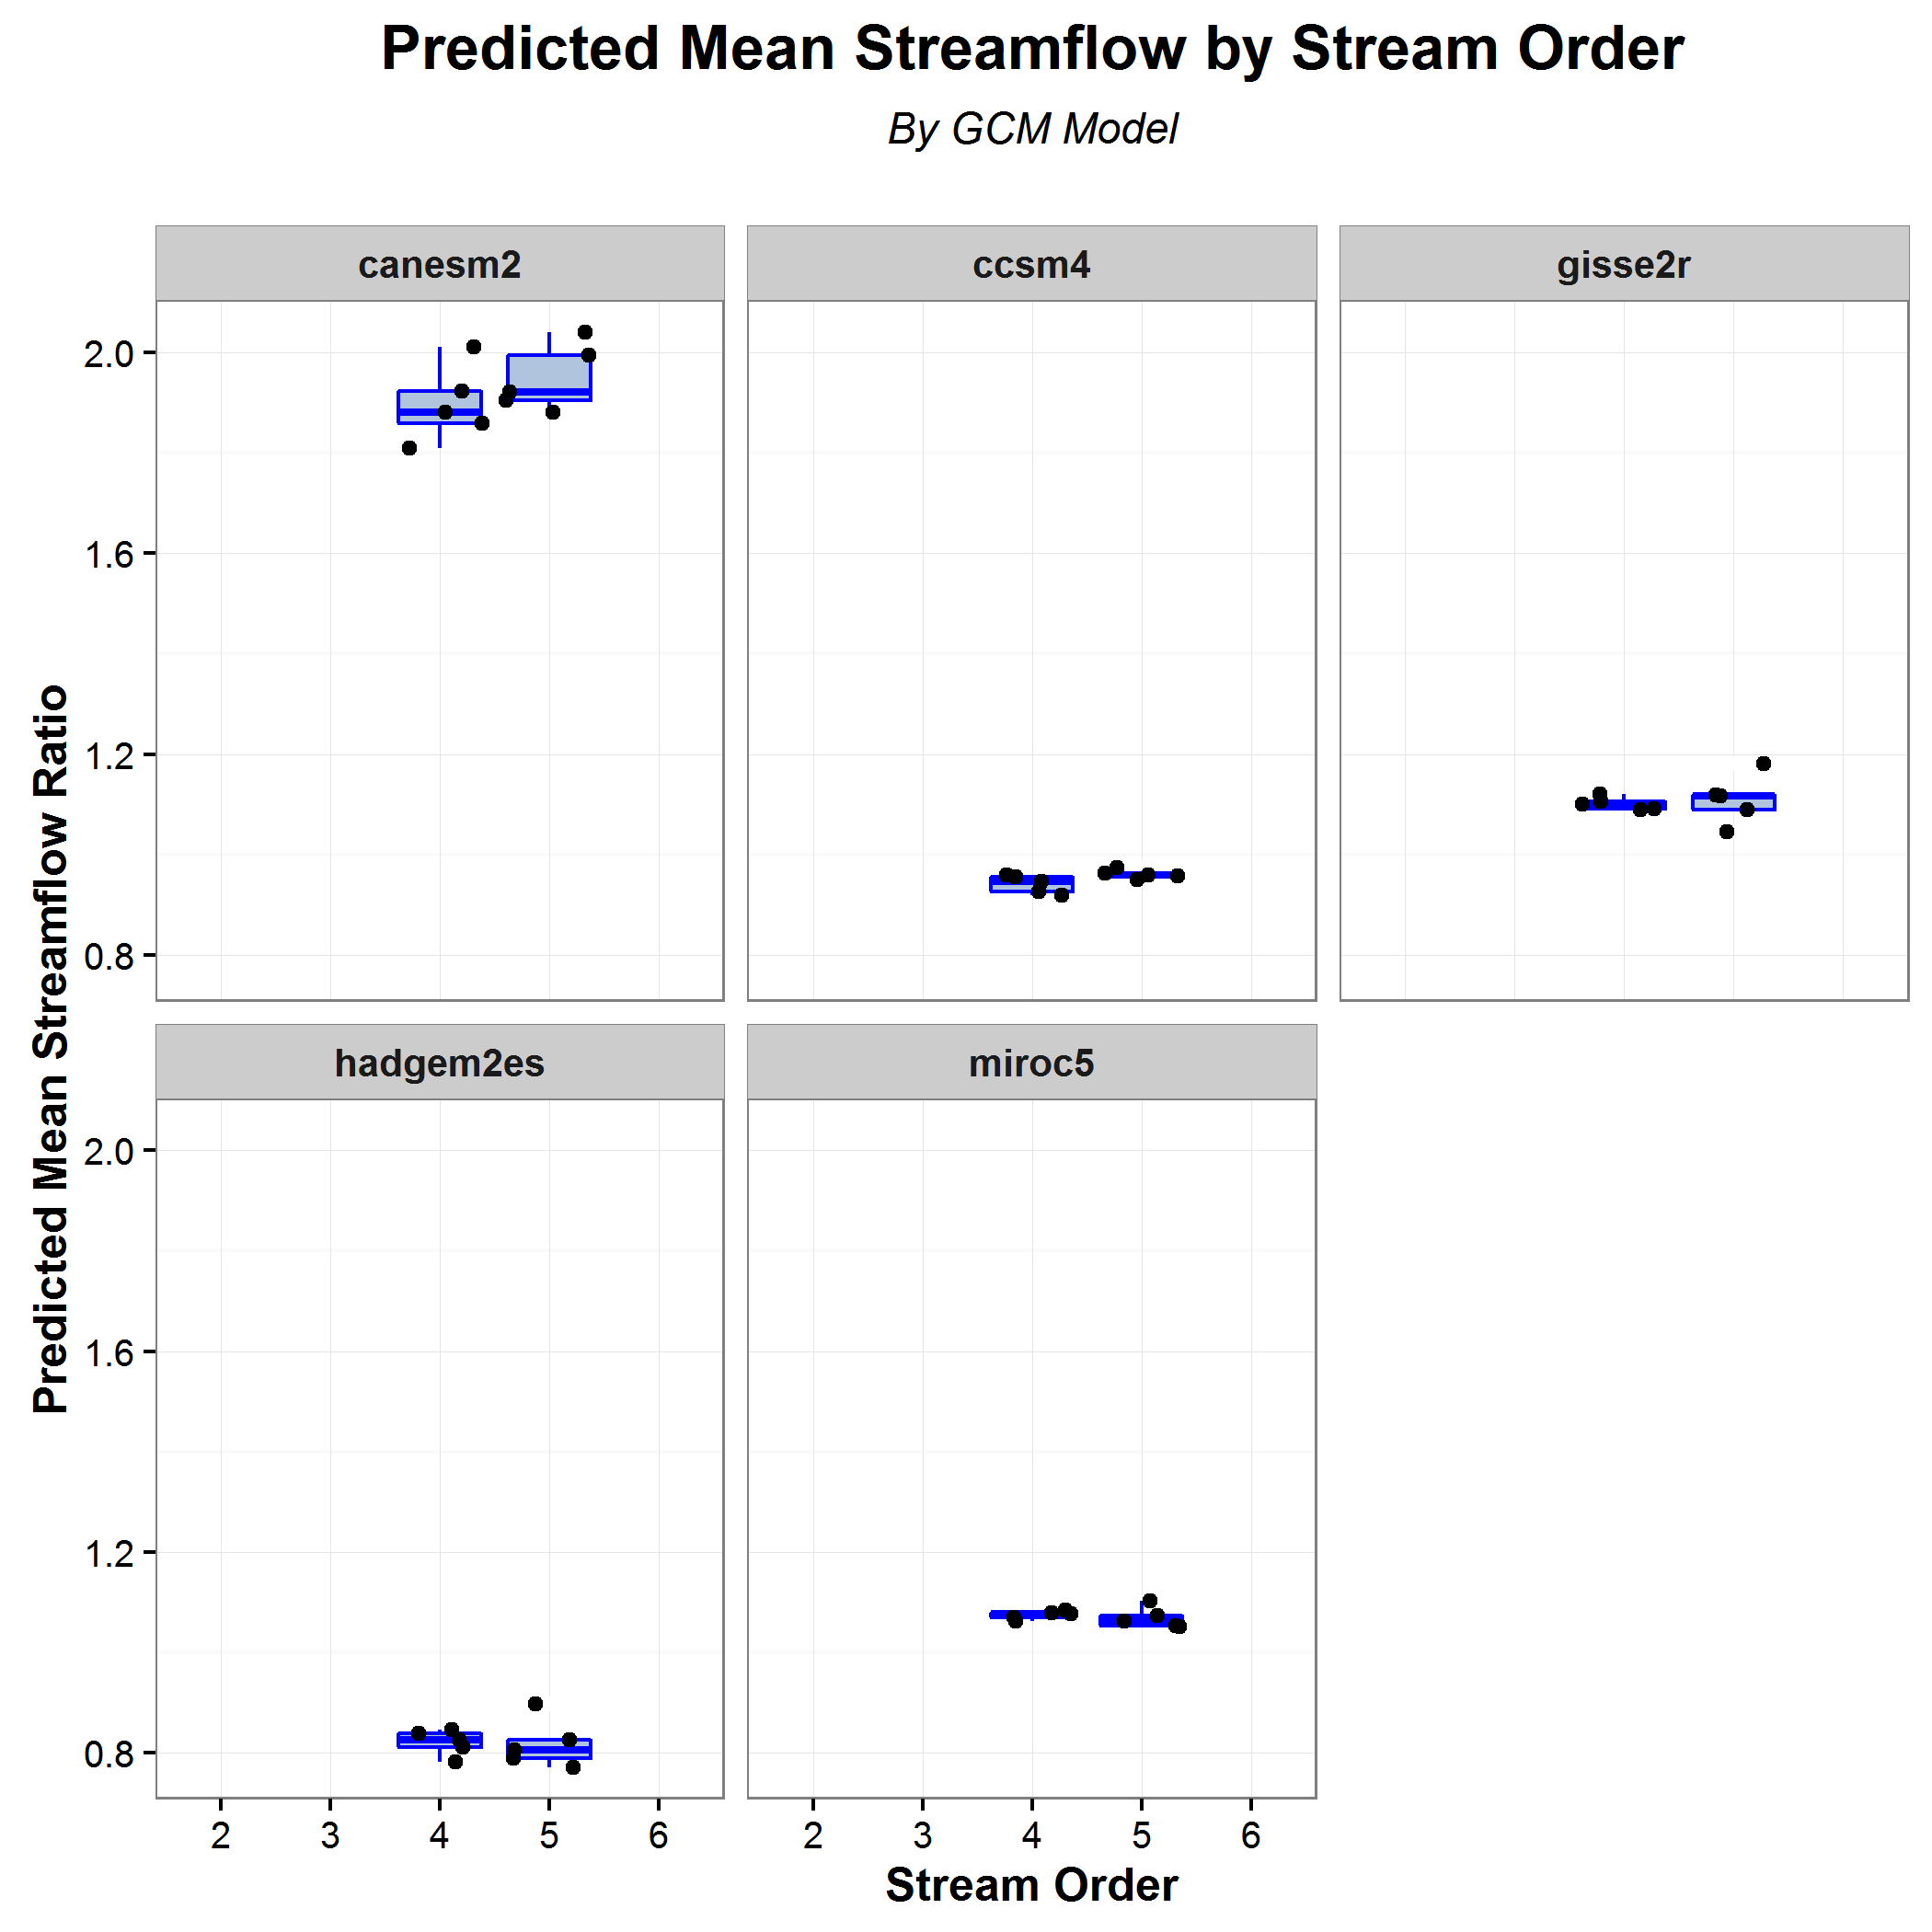 Predicted Mean Streamflow by Stream Order
By GCM Model
canesm2
ccsm4
gisse2r
2.0
1.6
1.2
0.8
Predicted Mean Streamflow Ratio
hadgem2es
miroc5
2.0
1.6
1.2
0.8
2 3 4 5 6
2 3 4 5 6
Stream Order